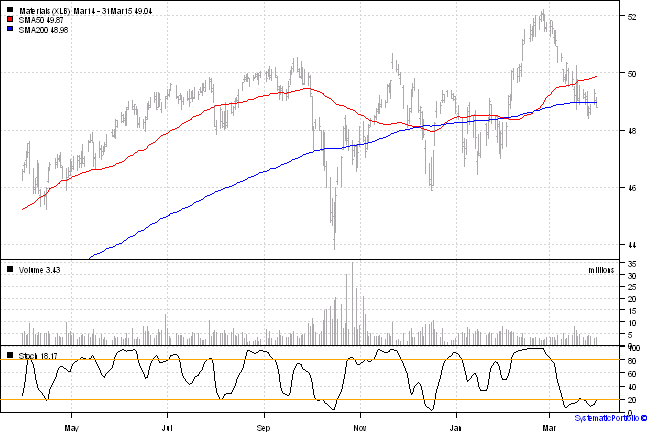 Materials (XLB) Mar14 - 31Mar15 49.04
SMA50 49.87
SMA200 48.98
52
50
48
46
44
Volume 3.43
millions
35
30
25
20
15
10
5
Stoch 18.17
100
80
60
40
20
0
May
Jul
Sep
Nov
Jan
Mar
SystematicPortfolio ©